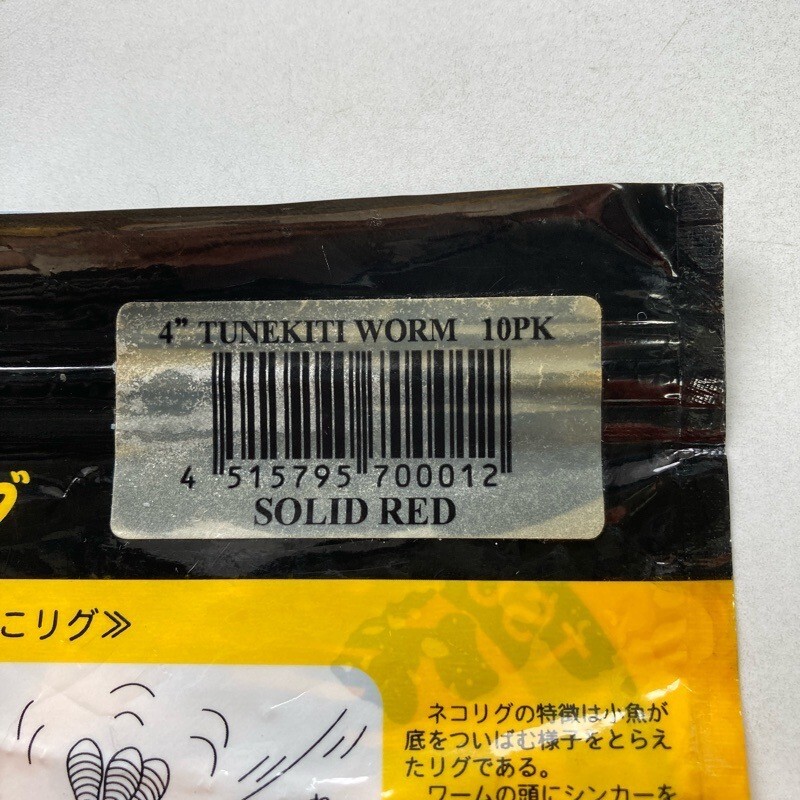 4” TUNEKITI WORM 10PK
4 515795 700012
SOLID RED
グ
こリグ≫
ネコリグの特徴は小魚が
底をついばむ様子をとらえ
たリグである。
ワームの頭にシンカーを